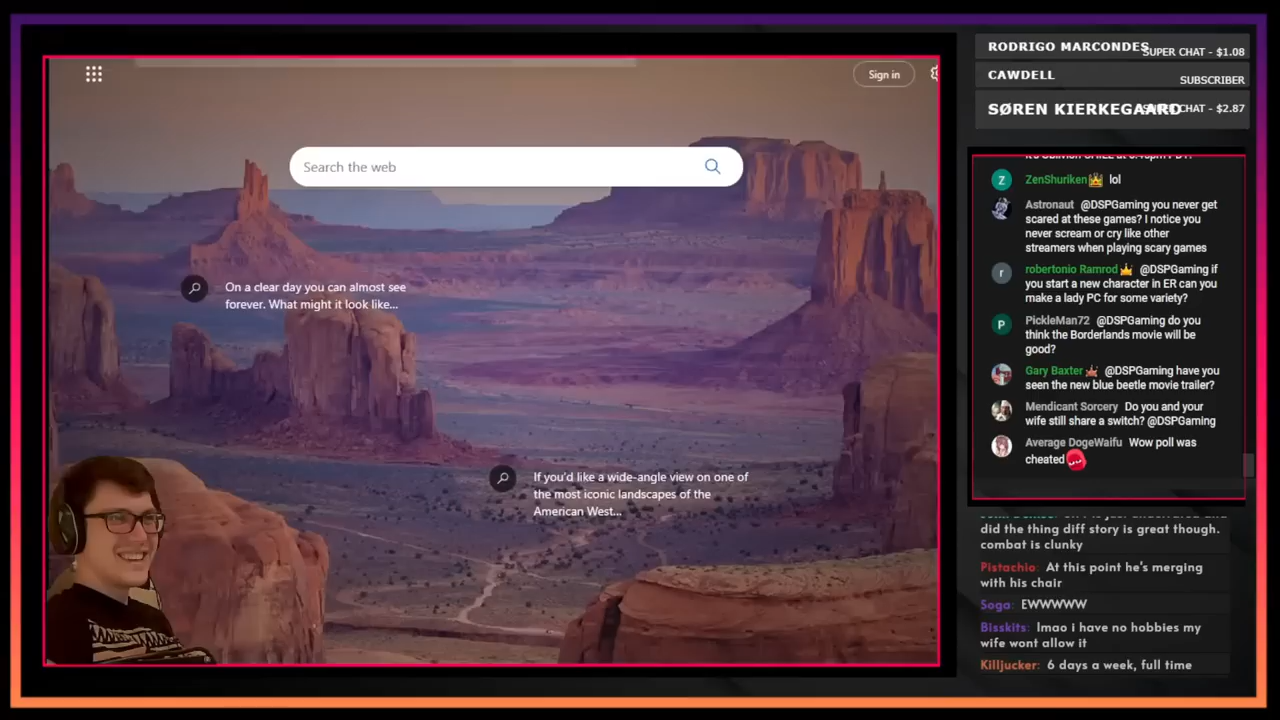 Sign in
Search the web
On a clear day you can almost see
forever. What might it look like...
If you'd like a wide-angle view on one of
the most iconic landscapes of the
American West...
RODRIGO MARCONDES
SUPER CHAT - $1.08
CAWDELL
SUBSCRIBER
SØREN KIERKEGAARD
CHAT - $2.87
ZenShuriken lol
Astronaut @DSPGaming you never get
scared at these games? I notice you
never scream or cry like other
streamers when playing scary games
robertonio Ramrod @DSPGaming if
you start a new character in ER can you
make a lady PC for some variety?
PickleMan72 @DSPGaming do you
think the Borderlands movie will be
good?
Gary Baxter @DSPGaming have you
seen the new blue beetle movie trailer?
Mendicant Sorcery Do you and your
wife still share a switch? @DSPGaming
Average DogeWaifu Wow poll was
cheated
did the thing diff story is great though.
combat is clunky
Pistachio: At this point he's merging
with his chair
Soga: EWWWWW
Bisskits: lmao i have no hobbies my
wife wont allow it
Killjucker: 6 days a week, full time